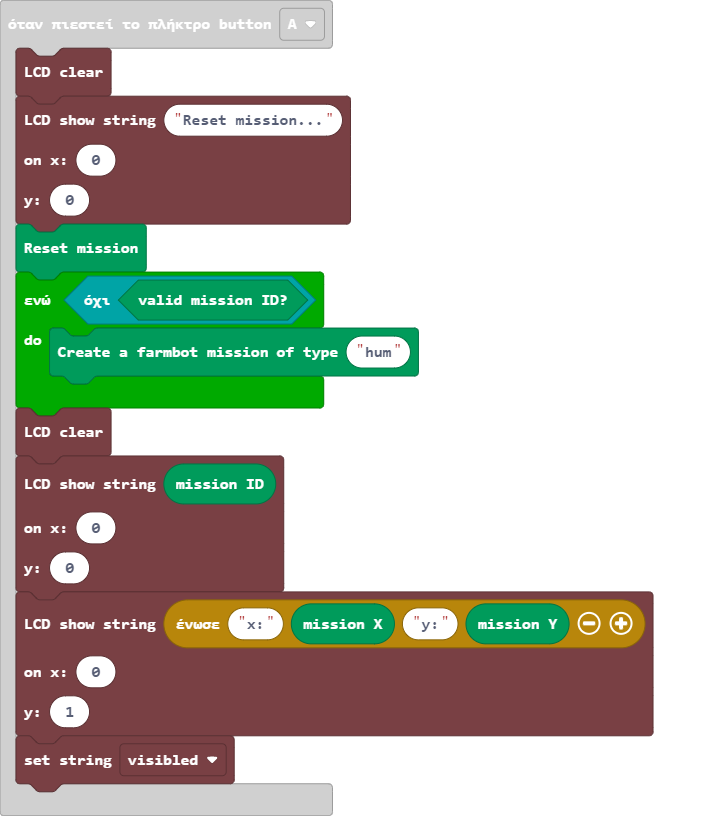 όταν πιεστεί το πλήκτρο button A
LCD clear
LCD show string "Reset mission..."
on x: 0
y: 0
Reset mission
ενώ όχι valid mission ID?
do Create a farmbot mission of type "hum"
LCD clear
LCD show string mission ID
on x: 0
y: 0
LCD show string ένωσε "x:" mission X "y:" mission Y
on x: 0
y: 1
set string visibled